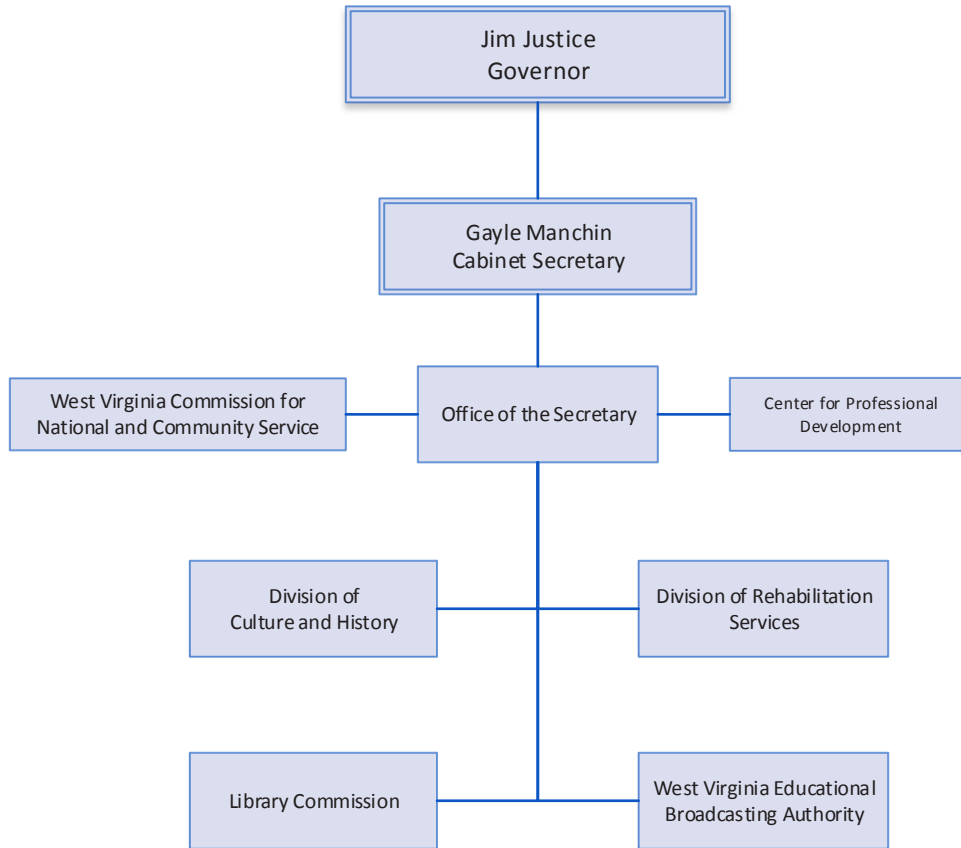 Jim Justice
Governor
Gayle Manchin
Cabinet Secretary
West Virginia Commission for
National and Community Service
Office of the Secretary
Center for Professional
Development
Division of
Culture and History
Division of Rehabilitation
Services
Library Commission
West Virginia Educational
Broadcasting Authority